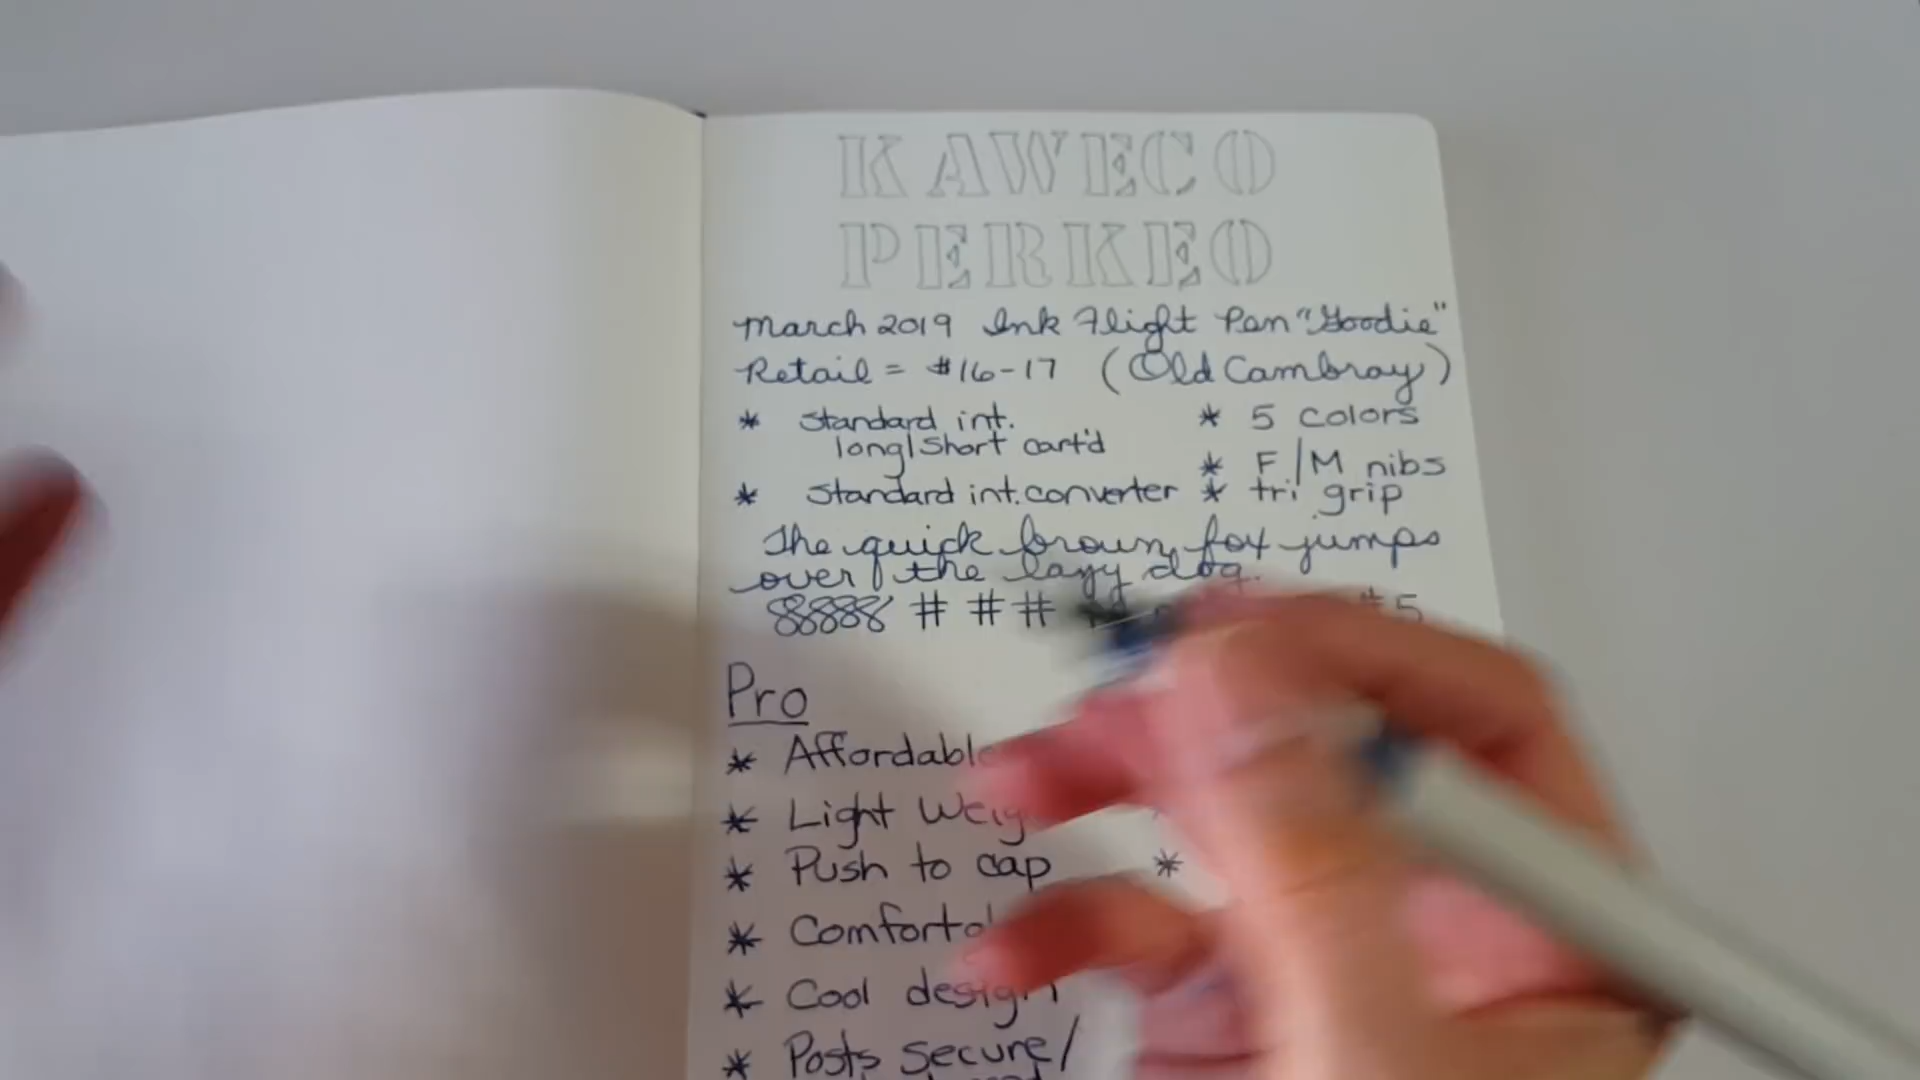 KAWECO
PERKEO
March 2019 Ink Flight Pen "Goodie"
Retail = $16-17 (Old Cambray)
* Standard int. long/short cart'd
* 5 colors
* F/M nibs
* Standard int. converter
* tri grip
The quick brown fox jumps
over the lazy dog.
88888 # # # #5
Pro
* Affordable
* Light
* Push to cap
*
*
* Cool design
* Posts secure/